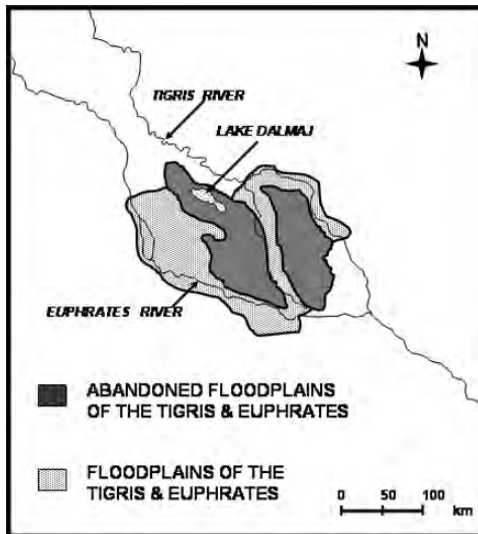 N
TIGRIS RIVER
LAKE DALMAJ
EUPHRATES RIVER
ABANDONED FLOODPLAINS
OF THE TIGRIS & EUPHRATES
FLOODPLAINS OF THE
TIGRIS & EUPHRATES
0 50 100
km